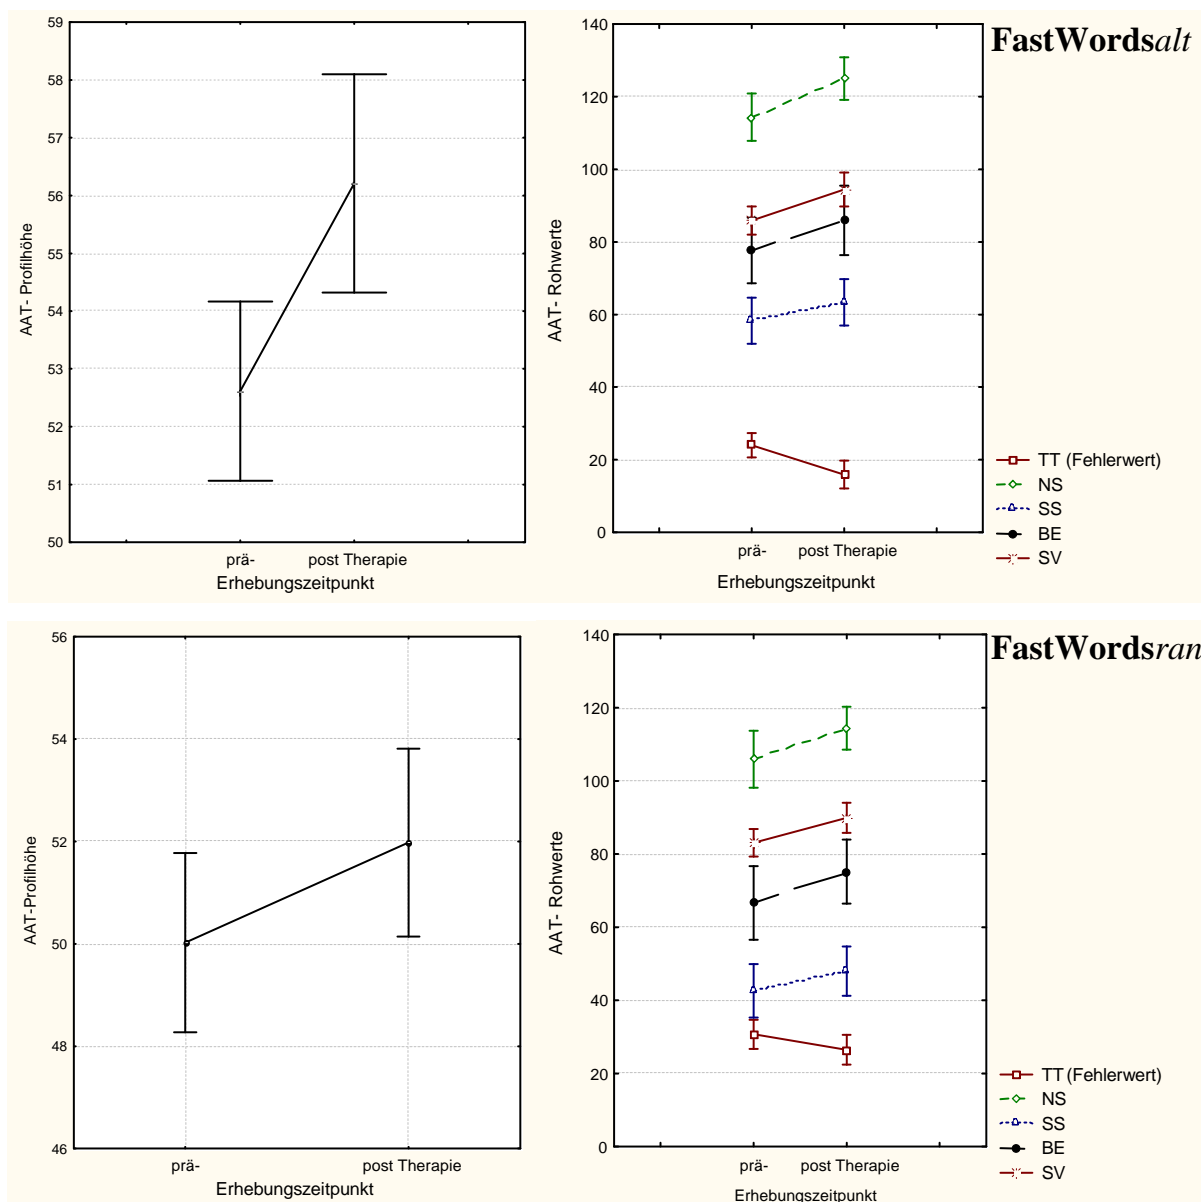 FastWordsalt
59
58
57
56
55
54
53
52
51
50
AAT- Profilhöhe
prä-
post Therapie
Erhebungszeitpunkt
140
120
100
80
60
40
20
0
AAT- Rohwerte
prä-
post Therapie
Erhebungszeitpunkt
TT (Fehlerwert)
NS
SS
BE
SV
FastWordsran
56
54
52
50
48
46
AAT-Profilhöhe
prä-
post Therapie
Erhebungszeitpunkt
140
120
100
80
60
40
20
0
AAT- Rohwerte
prä-
post Therapie
Erhebungszeitpunkt
TT (Fehlerwert)
NS
SS
BE
SV